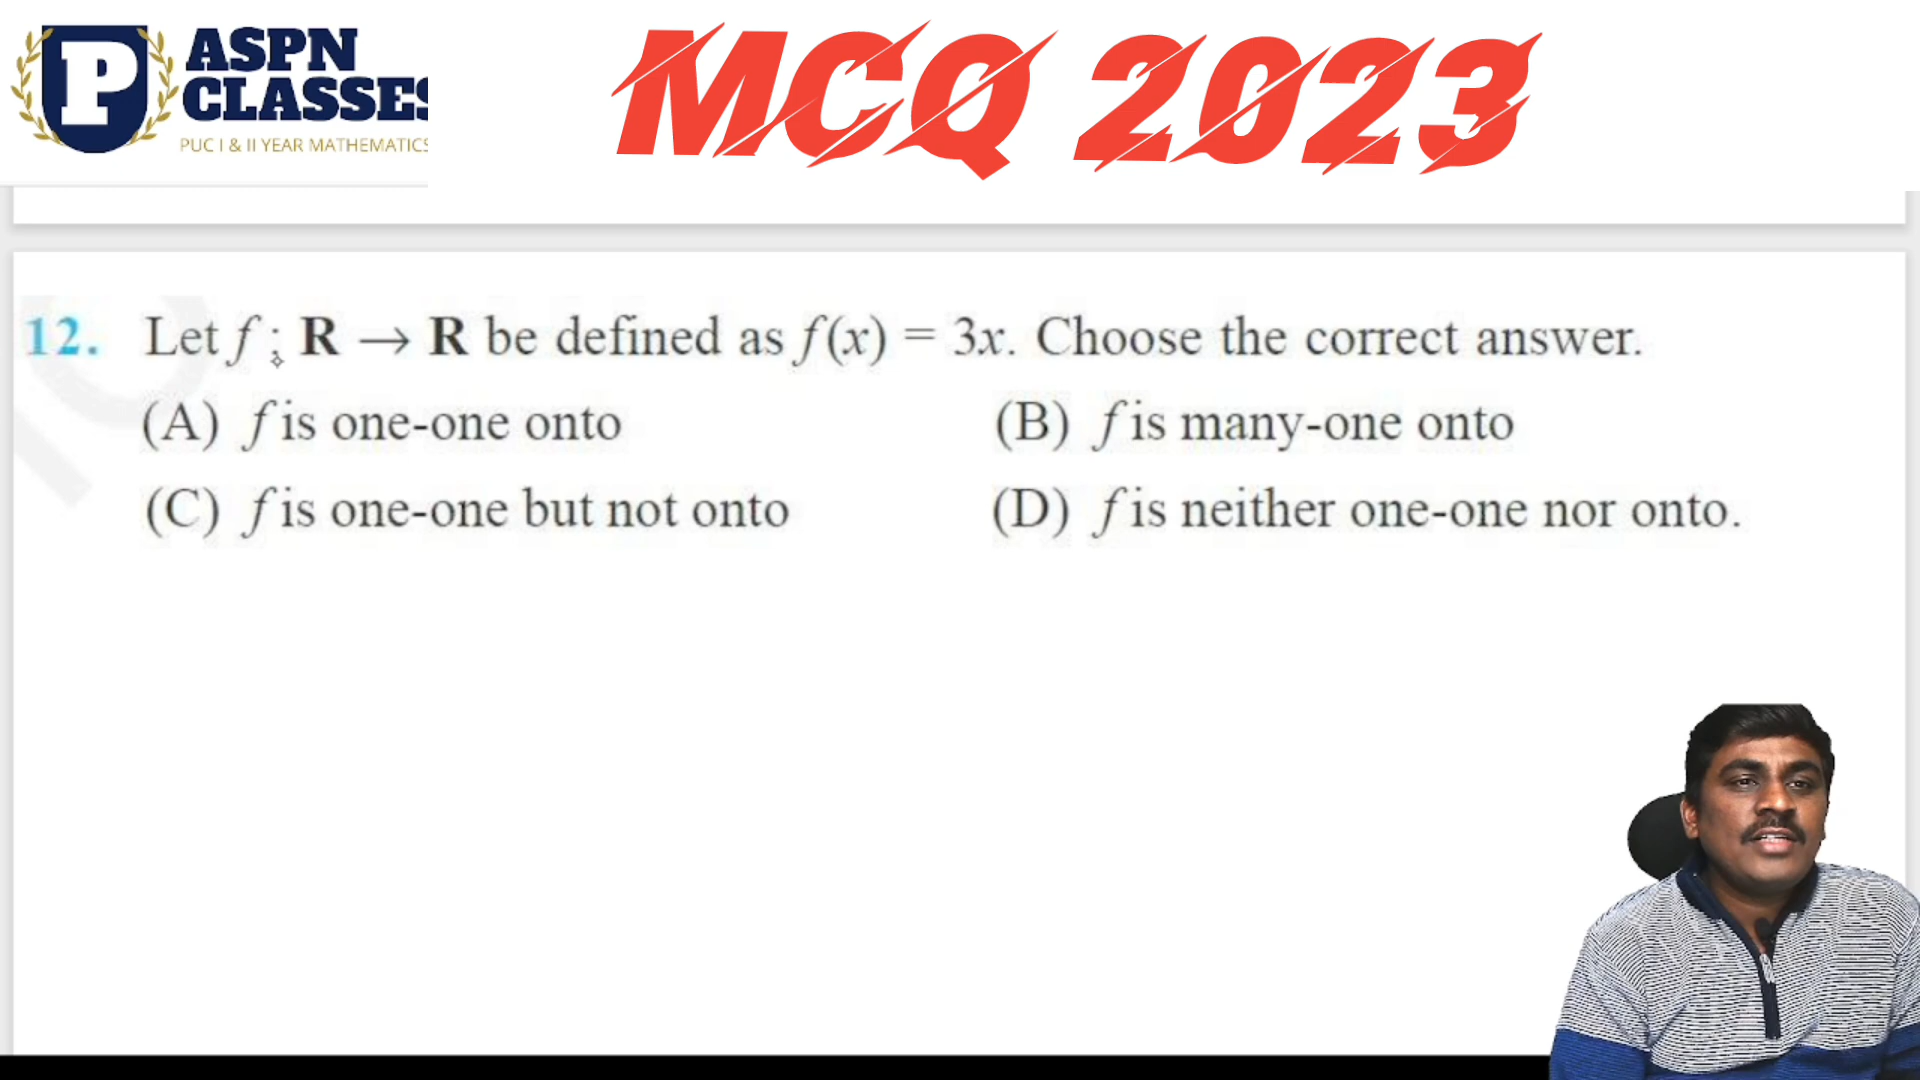 ASPN
CLASSES
PUC I & II YEAR MATHEMATICS
MCQ 2023
12. Let f : R → R be defined as f(x) = 3x. Choose the correct answer.
(A) f is one-one onto (B) f is many-one onto
(C) f is one-one but not onto (D) f is neither one-one nor onto.